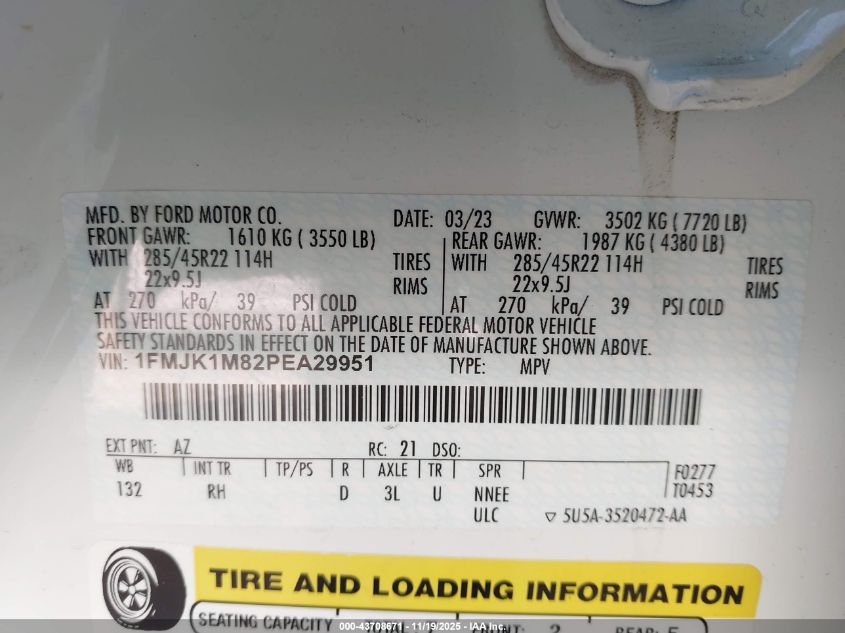 MFD. BY FORD MOTOR CO. DATE: 03/23 GVWR: 3502 KG ( 7720 LB)
FRONT GAWR: 1610 KG ( 3550 LB) REAR GAWR: 1987 KG ( 4380 LB)
WITH 285/45R22 114H TIRES WITH 285/45R22 114H TIRES
22x9.5J RIMS 22x9.5J RIMS
AT 270 kPa/ 39 PSI COLD AT 270 kPa/ 39 PSI COLD
THIS VEHICLE CONFORMS TO ALL APPLICABLE FEDERAL MOTOR VEHICLE
SAFETY STANDARDS IN EFFECT ON THE DATE OF MANUFACTURE SHOWN ABOVE.
VIN: 1FMJK1M82PEA29951 TYPE: MPV
EXT PNT: AZ RC: 21 DSO:
WB INT TR TP/PS R AXLE TR SPR F0277
132 RH D 3L U NNEE T0453
ULC ▽ 5U5A-3520472-AA
TIRE AND LOADING INFORMATION
SEATING CAPACITY
000-43708671 - 11/19/2025 - IAA Inc.